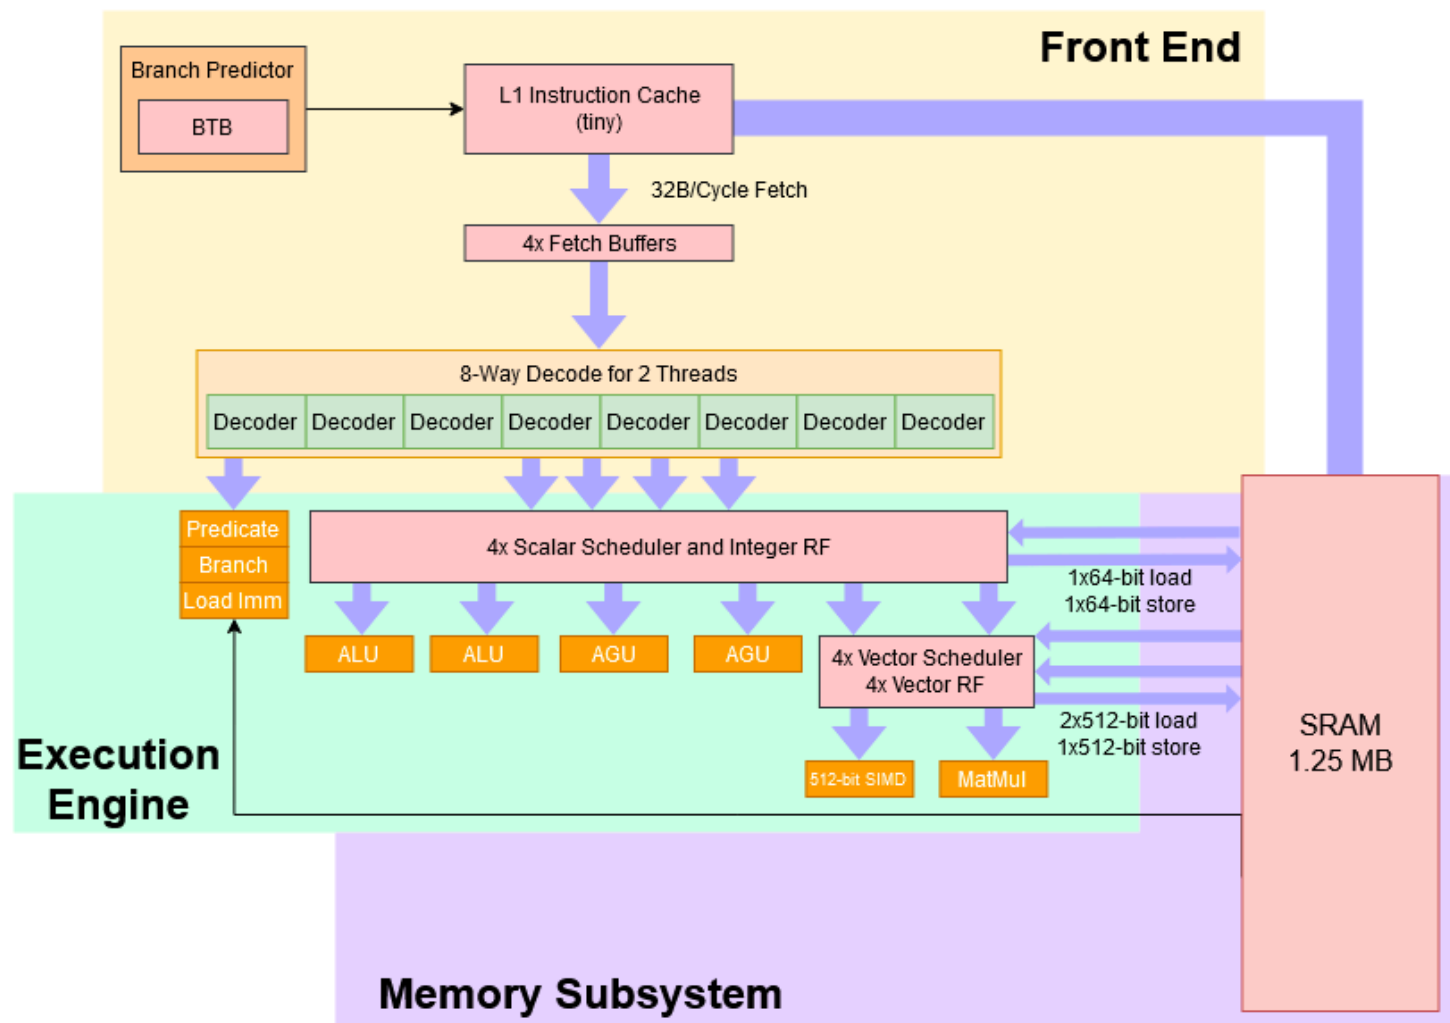 Front End
Branch Predictor
BTB
L1 Instruction Cache
(tiny)
32B/Cycle Fetch
4x Fetch Buffers
8-Way Decode for 2 Threads
Decoder
Decoder
Decoder
Decoder
Decoder
Decoder
Decoder
Decoder
Predicate
Branch
Load Imm
4x Scalar Scheduler and Integer RF
1x64-bit load
1x64-bit store
ALU
ALU
AGU
AGU
4x Vector Scheduler
4x Vector RF
2x512-bit load
1x512-bit store
512-bit SIMD
MatMul
SRAM
1.25 MB
Execution
Engine
Memory Subsystem